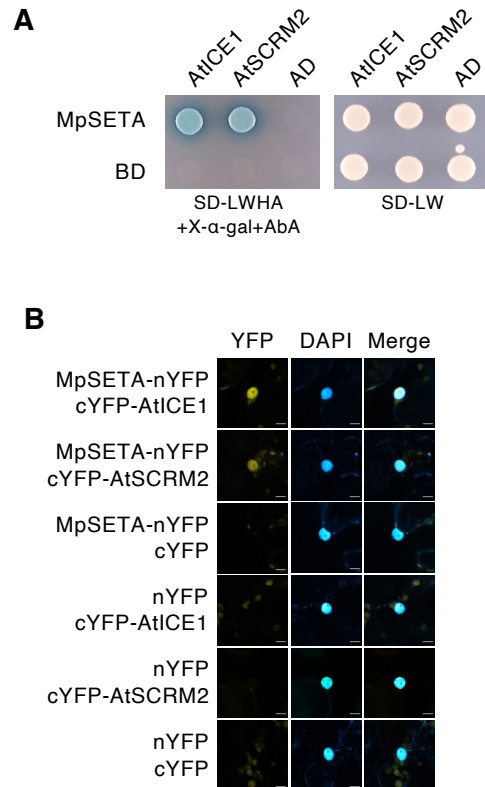 A
AtICE1
AtSCRM2
AD
AtICE1
AtSCRM2
AD
MpSETA
BD
SD-LWHA
+X-α-gal+AbA
SD-LW
B
YFP
DAPI
Merge
MpSETA-nYFP
cYFP-AtICE1
MpSETA-nYFP
cYFP-AtSCRM2
MpSETA-nYFP
cYFP
nYFP
cYFP-AtICE1
nYFP
cYFP-AtSCRM2
nYFP
cYFP